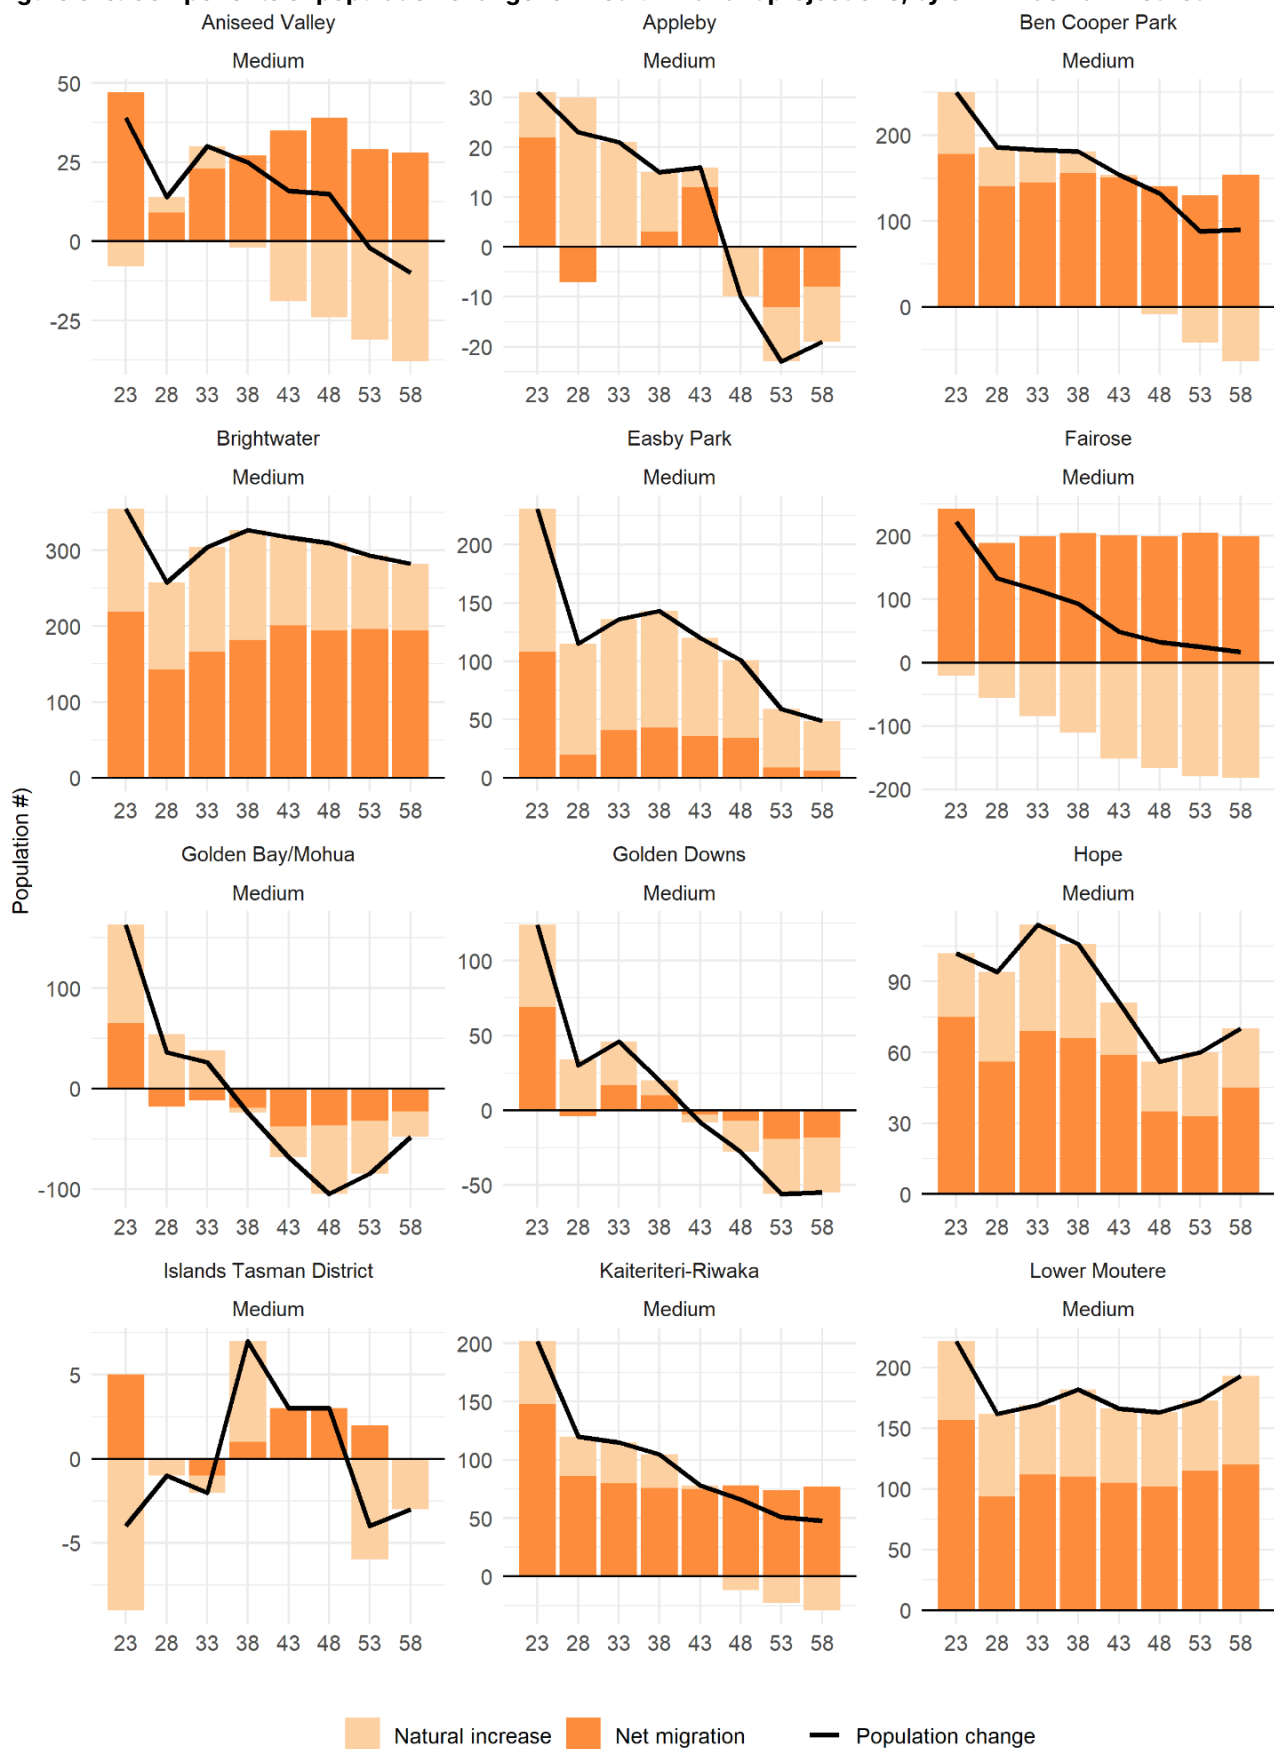 Aniseed Valley
Appleby
Ben Cooper Park
Medium
Medium
Medium
50
25
0
-25
30
20
10
0
-10
-20
200
100
0
23 28 33 38 43 48 53 58
23 28 33 38 43 48 53 58
23 28 33 38 43 48 53 58
Brightwater
Easby Park
Fairose
Medium
Medium
Medium
300
200
100
0
200
150
100
50
0
200
100
0
-100
-200
23 28 33 38 43 48 53 58
23 28 33 38 43 48 53 58
23 28 33 38 43 48 53 58
Population #)
Golden Bay/Mohua
Golden Downs
Hope
Medium
Medium
Medium
100
0
-100
100
50
0
-50
90
60
30
0
23 28 33 38 43 48 53 58
23 28 33 38 43 48 53 58
23 28 33 38 43 48 53 58
Islands Tasman District
Kaiteriteri-Riwaka
Lower Moutere
Medium
Medium
Medium
5
0
-5
200
150
100
50
0
200
150
100
50
0
23 28 33 38 43 48 53 58
23 28 33 38 43 48 53 58
23 28 33 38 43 48 53 58
Natural increase
Net migration
Population change